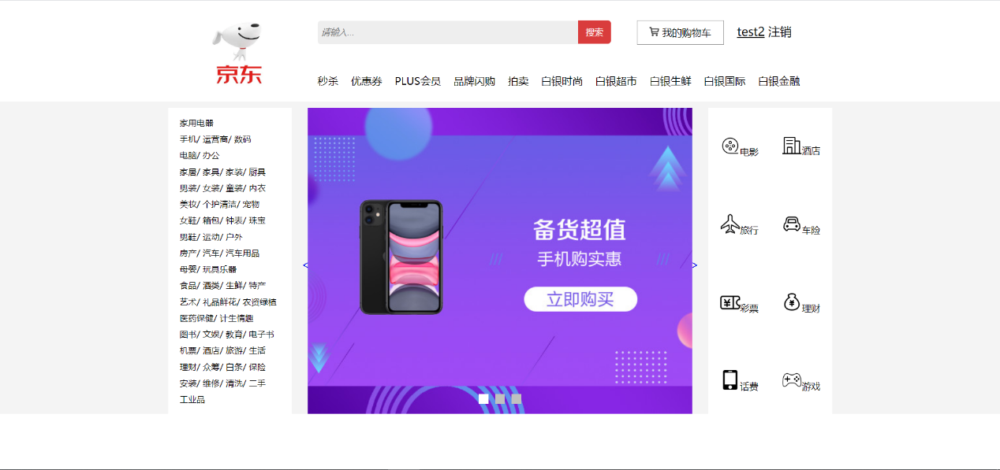 请输入...
搜索
我的购物车
test2 注销
京东
秒杀 优惠券 PLUS会员 品牌闪购 拍卖 白银时尚 白银超市 白银生鲜 白银国际 白银金融
家用电器
手机/ 运营商/ 数码
电脑/ 办公
家居/ 家具/ 家装/ 厨具
男装/ 女装/ 童装/ 内衣
美妆/ 个护清洁/ 宠物
女鞋/ 箱包/ 钟表/ 珠宝
男鞋/ 运动/ 户外
房产/ 汽车/ 汽车用品
母婴/ 玩具乐器
食品/ 酒类/ 生鲜/ 特产
艺术/ 礼品鲜花/ 农资绿植
医药保健/ 计生情趣
图书/ 文娱/ 教育/ 电子书
机票/ 酒店/ 旅游/ 生活
理财/ 众筹/ 白条/ 保险
安装/ 维修/ 清洗/ 二手
工业品
<
备货超值
手机购实惠
立即购买
>
电影 酒店
旅行 车险
彩票 理财
话费 游戏